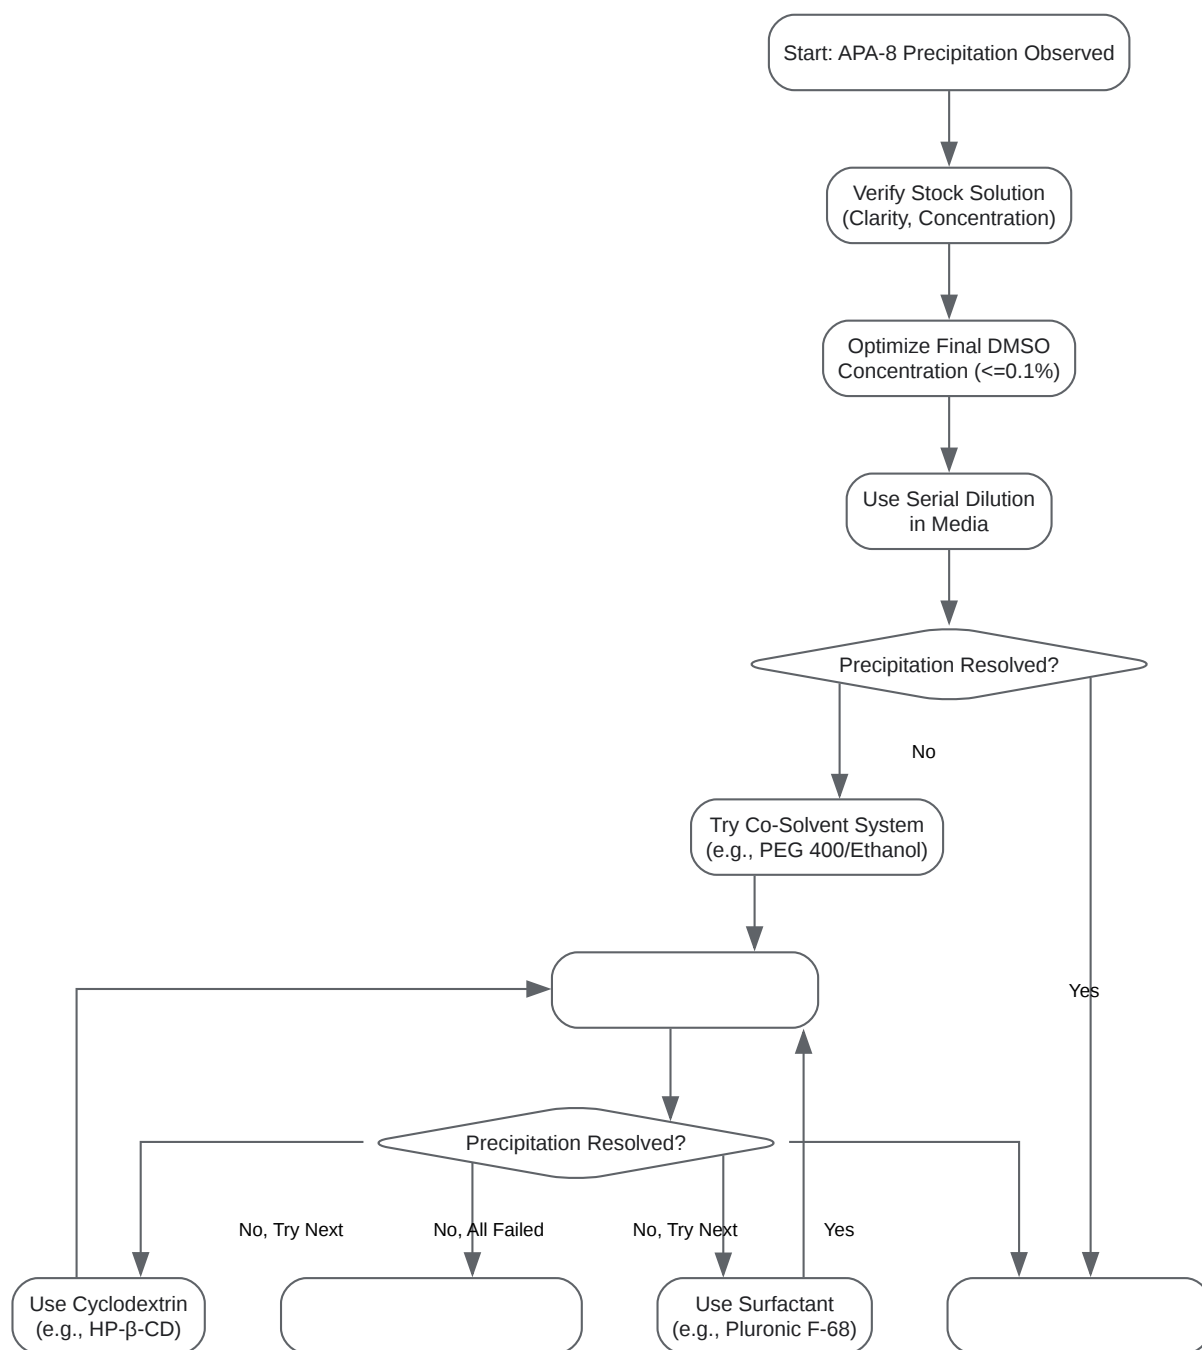 Start: APA-8 Precipitation Observed
Verify Stock Solution
(Clarity, Concentration)
Optimize Final DMSO
Concentration (<=0.1%)
Use Serial Dilution
in Media
Precipitation Resolved?
No
Try Co-Solvent System
(e.g., PEG 400/Ethanol)
Yes
Precipitation Resolved?
No, Try Next
No, All Failed
No, Try Next
Yes
Use Cyclodextrin
(e.g., HP-β-CD)
Use Surfactant
(e.g., Pluronic F-68)